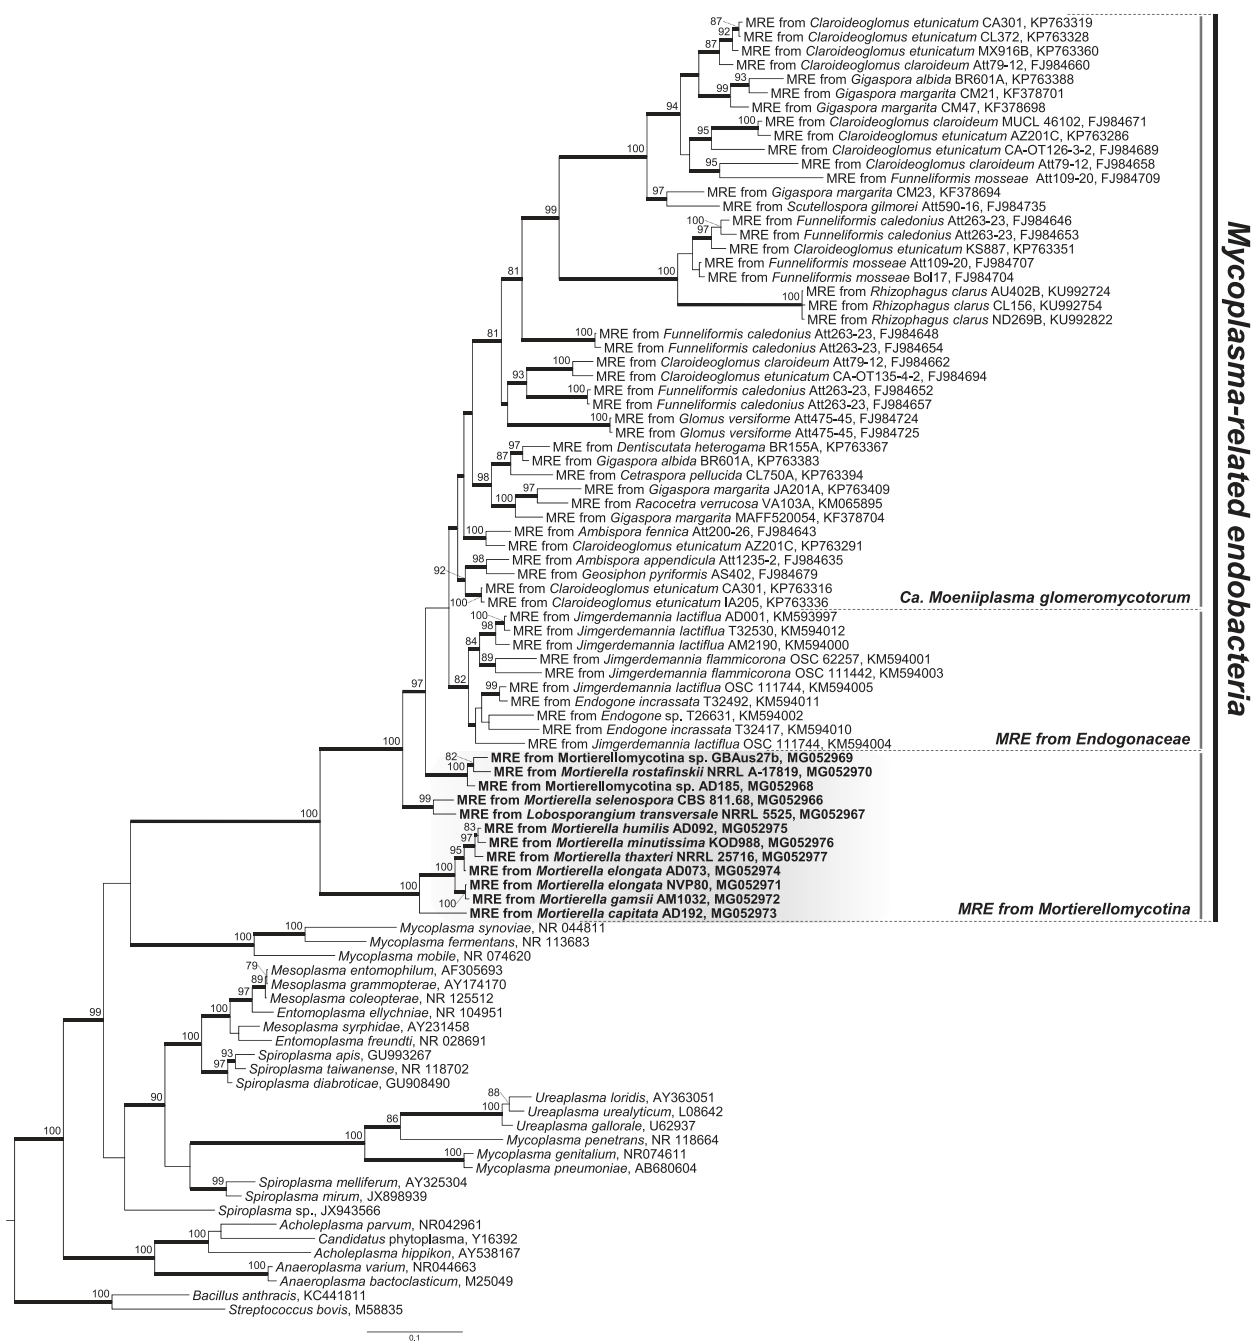 87 MRE from Claroideoglomus etunicatum CA301, KP763319
92 MRE from Claroideoglomus etunicatum CL372, KP763328
87 MRE from Claroideoglomus etunicatum MX916B, KP763360
MRE from Claroideoglomus claroideum Att79-12, FJ984660
93 MRE from Gigaspora albida BR601A, KP763388
99 MRE from Gigaspora margarita CM21, KF378701
MRE from Gigaspora margarita CM47, KF378698
94
100 MRE from Claroideoglomus claroideum MUCL 46102, FJ984671
95 MRE from Claroideoglomus etunicatum AZ201C, KP763286
MRE from Claroideoglomus etunicatum CA-OT126-3-2, FJ984689
100
95 MRE from Claroideoglomus claroideum Att79-12, FJ984658
MRE from Funneliformis mosseae Att109-20, FJ984709
97 MRE from Gigaspora margarita CM23, KF378694
MRE from Scutellospora gilmorei Att590-16, FJ984735
99
100 MRE from Funneliformis caledonius Att263-23, FJ984646
97 MRE from Funneliformis caledonius Att263-23, FJ984653
MRE from Claroideoglomus etunicatum KS887, KP763351
MRE from Funneliformis mosseae Att109-20, FJ984707
81 100 MRE from Funneliformis mosseae Bol17, FJ984704
MRE from Rhizophagus clarus AU402B, KU992724
100 MRE from Rhizophagus clarus CL156, KU992754
MRE from Rhizophagus clarus ND269B, KU992822
81 100 MRE from Funneliformis caledonius Att263-23, FJ984648
MRE from Funneliformis caledonius Att263-23, FJ984654
100 MRE from Claroideoglomus claroideum Att79-12, FJ984662
93 MRE from Claroideoglomus etunicatum CA-OT135-4-2, FJ984694
100 MRE from Funneliformis caledonius Att263-23, FJ984652
MRE from Funneliformis caledonius Att263-23, FJ984657
100 MRE from Glomus versiforme Att475-45, FJ984724
MRE from Glomus versiforme Att475-45, FJ984725
97 MRE from Dentiscutata heterogama BR155A, KP763367
87 MRE from Gigaspora albida BR601A, KP763383
98 MRE from Cetraspora pellucida CL750A, KP763394
97 MRE from Gigaspora margarita JA201A, KP763409
100 MRE from Racocetra verrucosa VA103A, KM065895
MRE from Gigaspora margarita MAFF520054, KF378704
100 MRE from Ambispora fennica Att200-26, FJ984643
MRE from Claroideoglomus etunicatum AZ201C, KP763291
98 MRE from Ambispora appendicula Att1235-2, FJ984635
92 MRE from Geosiphon pyriformis AS402, FJ984679
MRE from Claroideoglomus etunicatum CA301, KP763316
100 MRE from Claroideoglomus etunicatum IA205, KP763336
Ca. Moeniiplasma glomeromycotorum
100 MRE from Jimgerdemannia lactiflua AD001, KM593997
98 MRE from Jimgerdemannia lactiflua T32530, KM594012
84 MRE from Jimgerdemannia lactiflua AM2190, KM594000
89 MRE from Jimgerdemannia flammicorona OSC 62257, KM594001
MRE from Jimgerdemannia flammicorona OSC 111442, KM594003
82 99 MRE from Jimgerdemannia lactiflua OSC 111744, KM594005
97 MRE from Endogone incrassata T32492, KM594011
MRE from Endogone sp. T26631, KM594002
MRE from Endogone incrassata T32417, KM594010
MRE from Jimgerdemannia lactiflua OSC 111744, KM594004
MRE from Endogonaceae
100
82 MRE from Mortierellomycotina sp. GBAus27b, MG052969
100 MRE from Mortierella rostafinskii NRRL A-17819, MG052970
MRE from Mortierellomycotina sp. AD185, MG052968
99 MRE from Mortierella selenospora CBS 811.68, MG052966
MRE from Lobosporangium transversale NRRL 5525, MG052967
100
83 MRE from Mortierella humilis AD092, MG052975
97 MRE from Mortierella minutissima KOD988, MG052976
95 MRE from Mortierella thaxteri NRRL 25716, MG052977
100 MRE from Mortierella elongata AD073, MG052974
MRE from Mortierella elongata NVP80, MG052971
100 MRE from Mortierella gamsii AM1032, MG052972
100 MRE from Mortierella capitata AD192, MG052973
MRE from Mortierellomycotina
Mycoplasma-related endobacteria
100 Mycoplasma synoviae, NR 044811
100 Mycoplasma fermentans, NR 113683
Mycoplasma mobile, NR 074620
79 Mesoplasma entomophilum, AF305693
89 Mesoplasma grammopterae, AY174170
97 Mesoplasma coleopterae, NR 125512
100 Entomoplasma ellychniae, NR 104951
99 Mesoplasma syrphidae, AY231458
100 Entomoplasma freundti, NR 028691
93 Spiroplasma apis, GU993267
97 Spiroplasma taiwanense, NR 118702
Spiroplasma diabroticae, GU908490
90
88 Ureaplasma loridis, AY363051
100 Ureaplasma urealyticum, L08642
86 Ureaplasma gallorale, U62937
100 Mycoplasma penetrans, NR 118664
100 Mycoplasma genitalium, NR074611
Mycoplasma pneumoniae, AB680604
100
99 Spiroplasma melliferum, AY325304
Spiroplasma mirum, JX898939
Spiroplasma sp., JX943566
Acholeplasma parvum, NR042961
100 Candidatus phytoplasma, Y16392
100 Acholeplasma hippikon, AY538167
100 Anaeroplasma varium, NR044663
Anaeroplasma bactoclasticum, M25049
100 Bacillus anthracis, KC441811
Streptococcus bovis, M58835
0.1